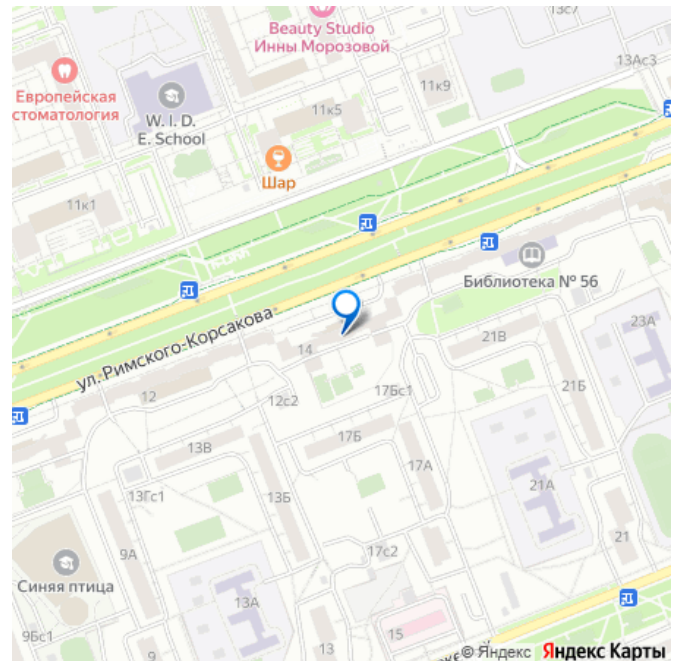 13с7
Beauty Studio
Инны Морозовой
13Ас3
11к9
Европейская
стоматология
W. I. D.
E. School
11к5
Шар
11к1
Библиотека № 56
ул. Римского-Корсакова
23А
21В
14
17Бс1
21Б
12
12с2
17Б
13В
17А
13Гс1
13Б
21А
9А
17с2
21
Синяя птица
13А
9Бс1
15
13
9
© Яндекс Яндекс Карты